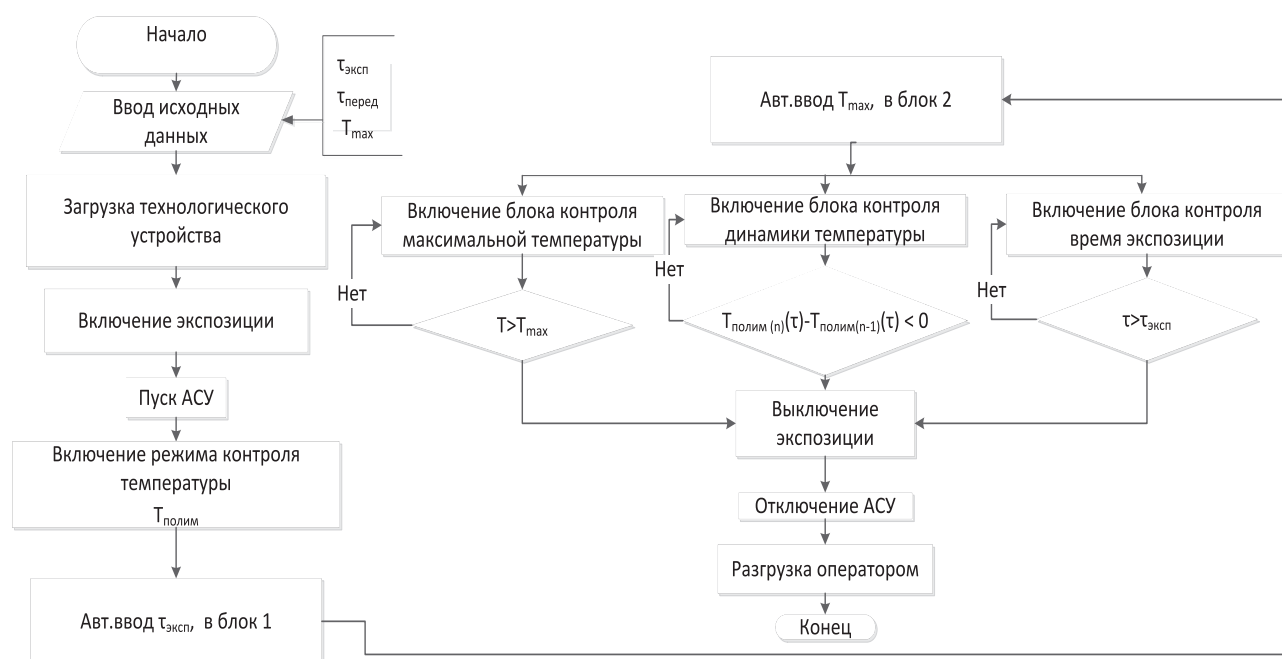 Начало
Ввод исходных
данных
τэксп
τперед
Tmax
Загрузка технологического
устройства
Включение экспозиции
Пуск АСУ
Включение режима контроля
температуры
Tполим
Авт.ввод τэксп, в блок 1
Авт.ввод Tmax, в блок 2
Включение блока контроля
максимальной температуры
Нет
T>Tmax
Включение блока контроля
динамики температуры
Нет
Tполим (n)(τ)-Tполим(n-1)(τ) < 0
Включение блока контроля
время экспозиции
Нет
τ>τэксп
Выключение
экспозиции
Отключение АСУ
Разгрузка оператором
Конец